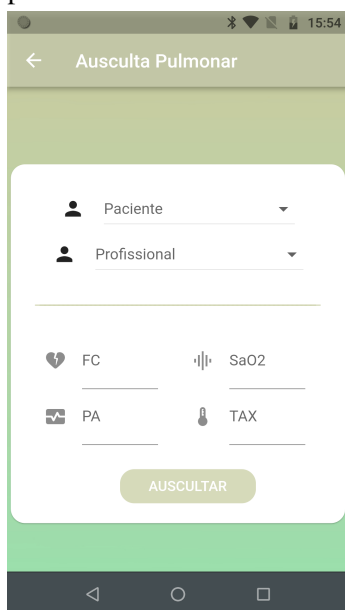 15:54
Ausculta Pulmonar
Paciente
Profissional
FC SaO2
PA TAX
AUSCULTAR